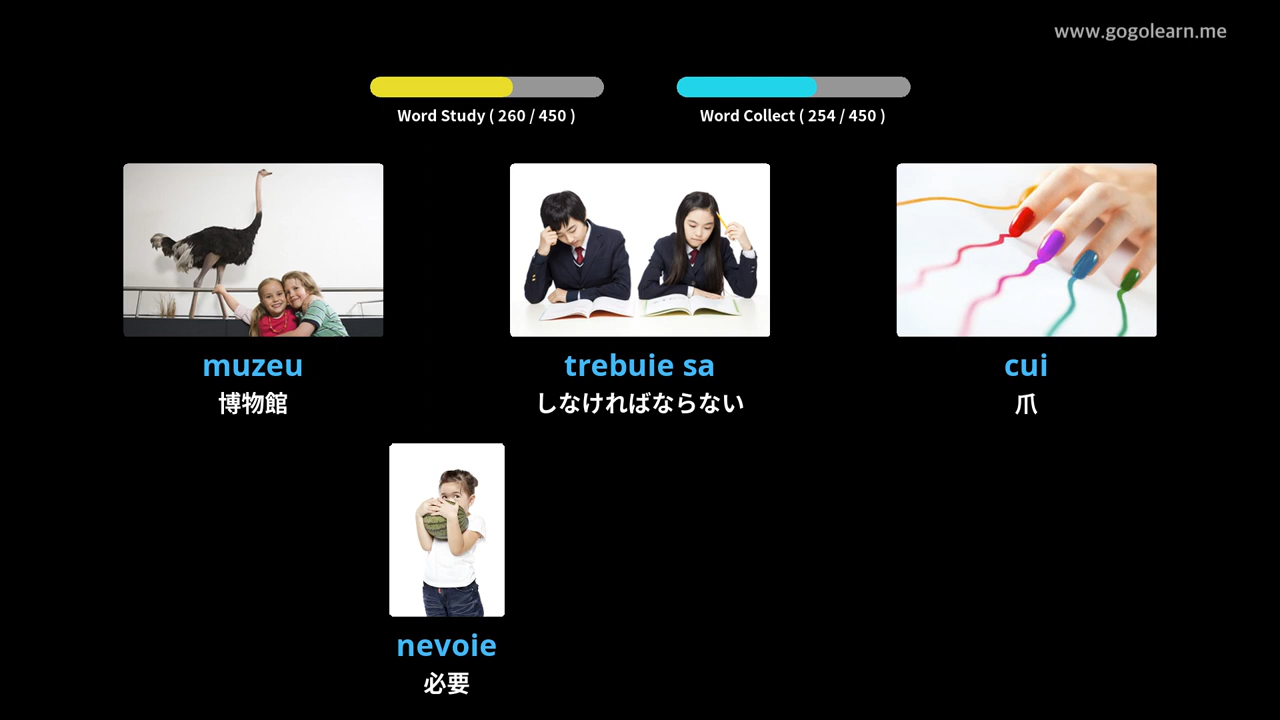 www.gogolearn.me
Word Study ( 260 / 450 )
Word Collect ( 254 / 450 )
muzeu
博物館
trebuie sa
しなければならない
cui
爪
nevoie
必要